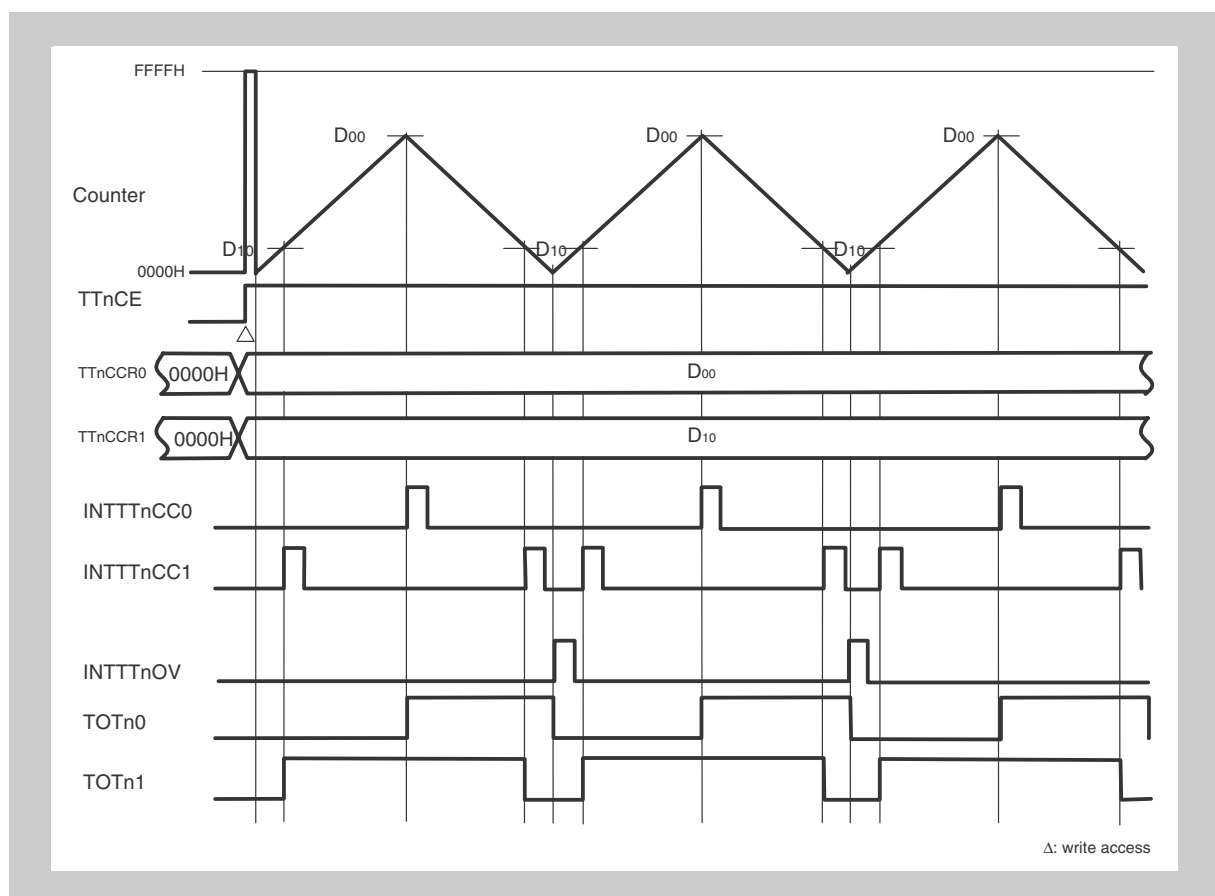 FFFFH
D00 D00 D00
Counter
D10 D10 D10
0000H
TTnCE
Δ
TTnCCR0 0000H D00
TTnCCR1 0000H D10
INTTTnCC0
INTTTnCC1
INTTTnOV
TOTn0
TOTn1
Δ: write access